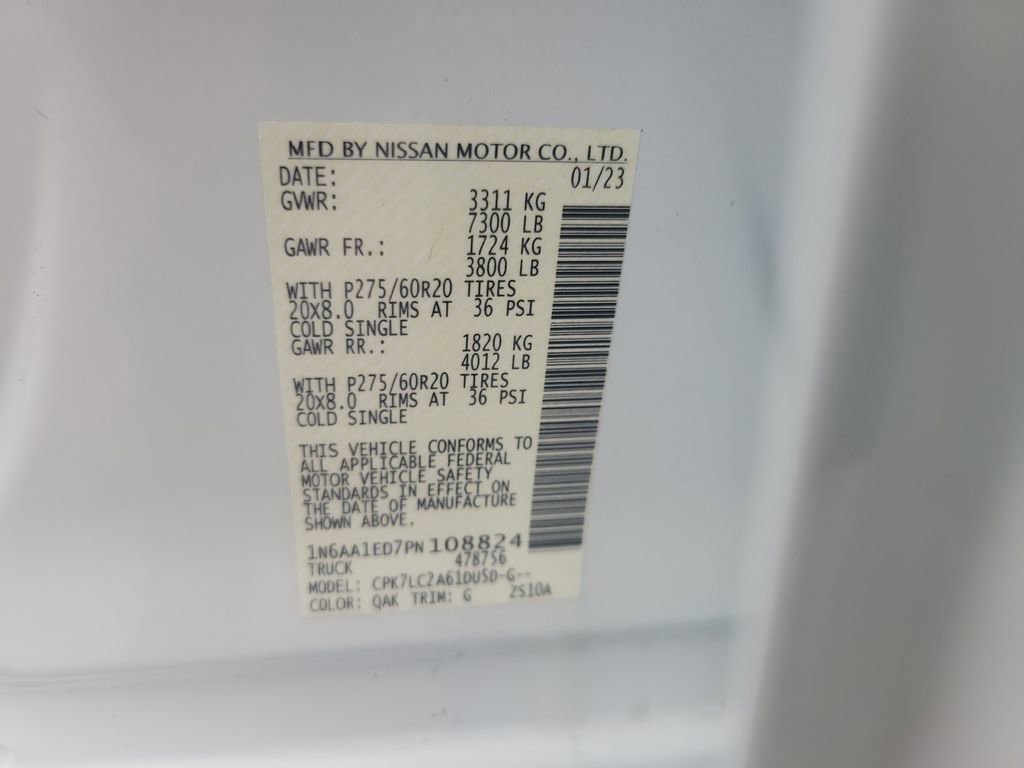 MFD BY NISSAN MOTOR CO., LTD.
DATE: 01/23
GVWR: 3311 KG
7300 LB
GAWR FR.: 1724 KG
3800 LB
WITH P275/60R20 TIRES
20X8.0 RIMS AT 36 PSI
COLD SINGLE
GAWR RR.: 1820 KG
4012 LB
WITH P275/60R20 TIRES
20X8.0 RIMS AT 36 PSI
COLD SINGLE
THIS VEHICLE CONFORMS TO
ALL APPLICABLE FEDERAL
MOTOR VEHICLE SAFETY
STANDARDS IN EFFECT ON
THE DATE OF MANUFACTURE
SHOWN ABOVE.
1N6AA1ED7PN108824
TRUCK 478756
MODEL: CPK7LC2A61DU5D-G--
COLOR: QAK TRIM: G 2S10A